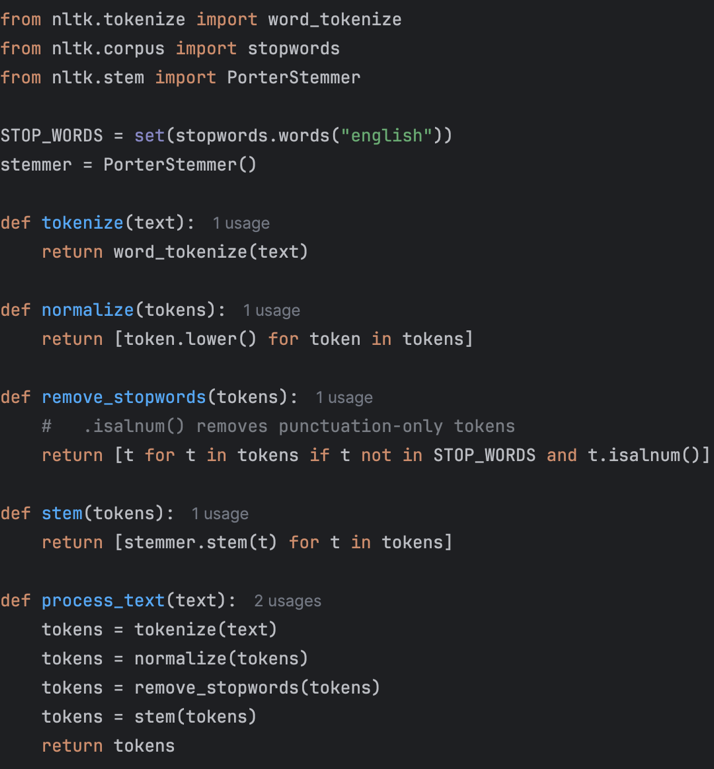 from nltk.tokenize import word_tokenize
from nltk.corpus import stopwords
from nltk.stem import PorterStemmer

STOP_WORDS = set(stopwords.words("english"))
stemmer = PorterStemmer()

def tokenize(text):   1 usage
    return word_tokenize(text)

def normalize(tokens):   1 usage
    return [token.lower() for token in tokens]

def remove_stopwords(tokens):   1 usage
    #   .isalnum() removes punctuation-only tokens
    return [t for t in tokens if t not in STOP_WORDS and t.isalnum()]

def stem(tokens):   1 usage
    return [stemmer.stem(t) for t in tokens]

def process_text(text):   2 usages
    tokens = tokenize(text)
    tokens = normalize(tokens)
    tokens = remove_stopwords(tokens)
    tokens = stem(tokens)
    return tokens